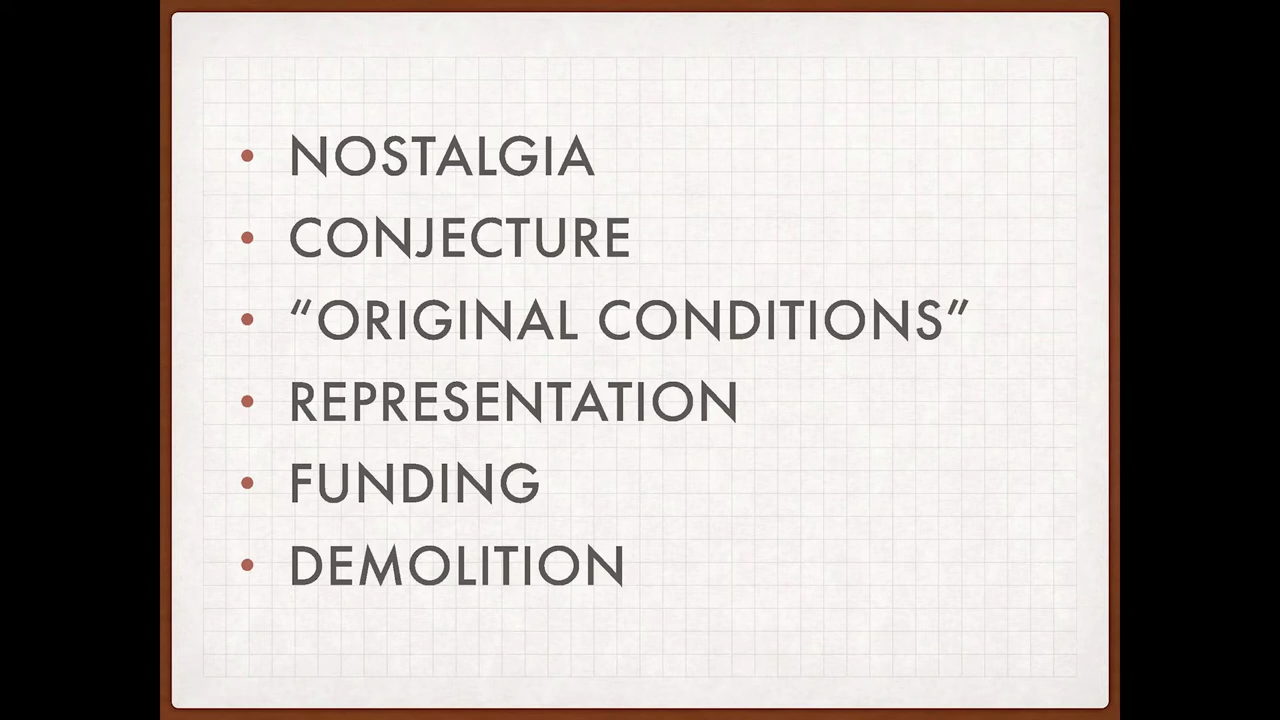 • NOSTALGIA
• CONJECTURE
• “ORIGINAL CONDITIONS”
• REPRESENTATION
• FUNDING
• DEMOLITION